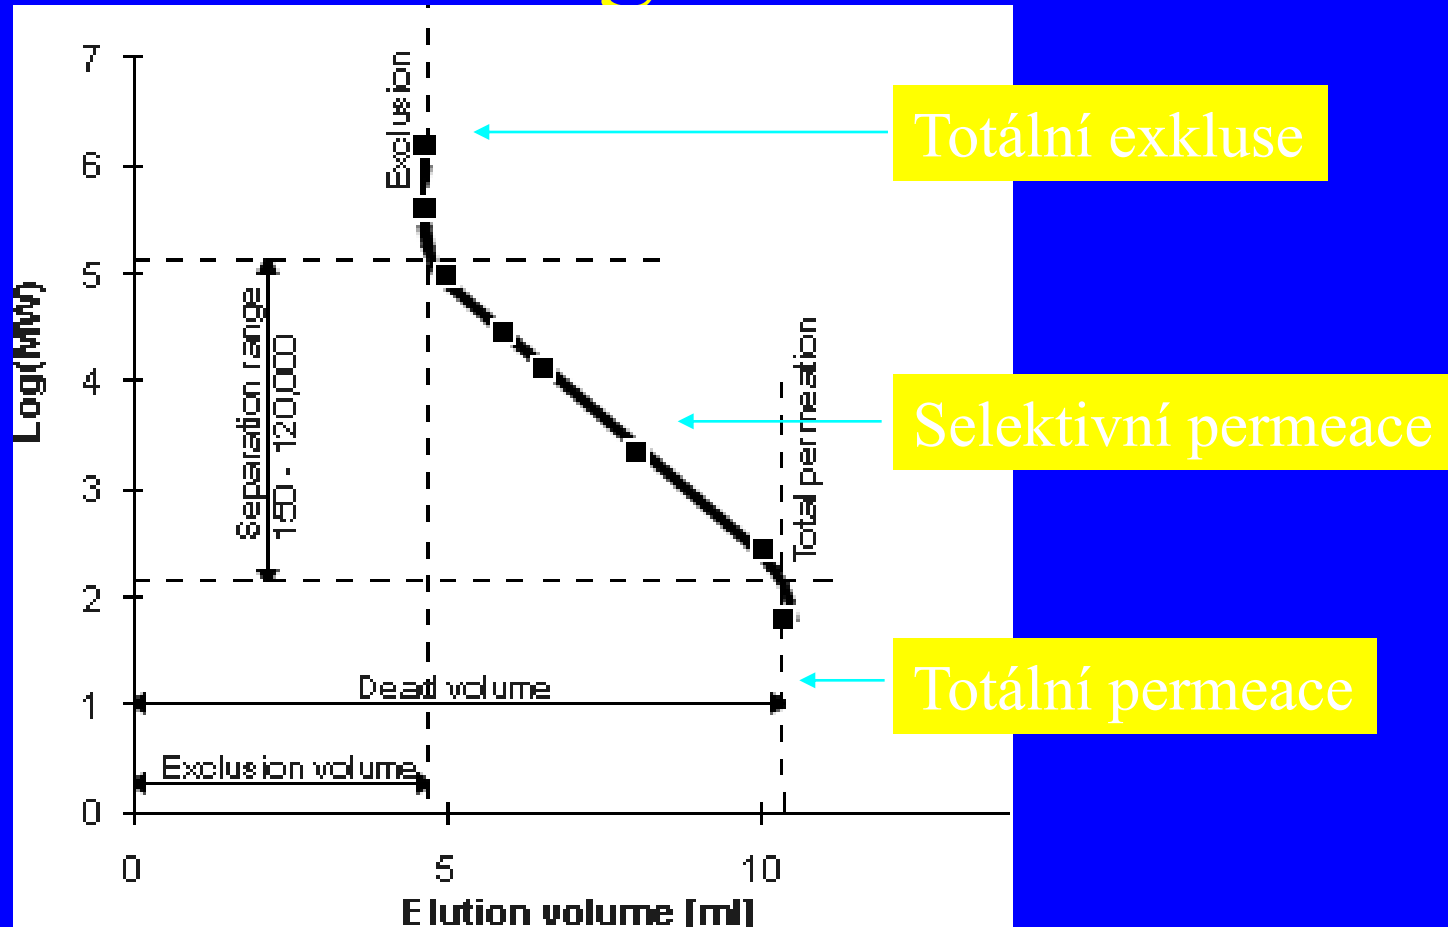 7
6
5
4
3
2
1
0
Log(MW)
Exclusion
Totální exkluse
Separation range
150 - 120,000
Selektivní permeace
Total permeation
Totální permeace
Dead volume
Exclusion volume
0
5
10
Elution volume [ml]